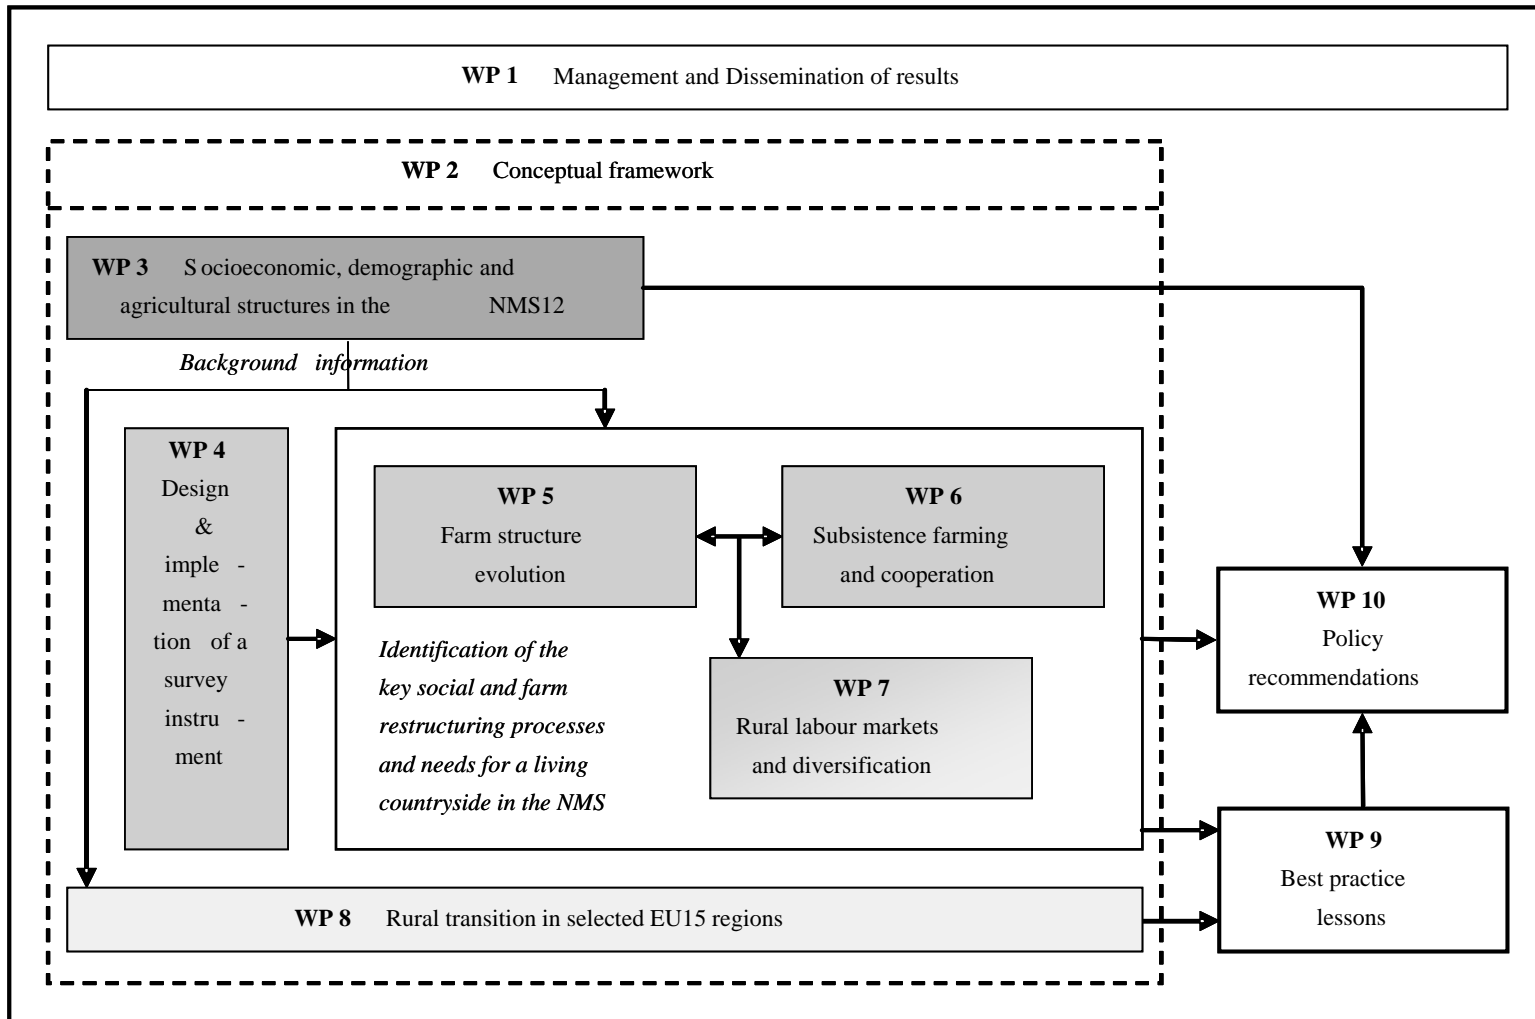 WP 1 Management and Dissemination of results
WP 2 Conceptual framework
WP 3 S ocioeconomic, demographic and
agricultural structures in the NMS12
Background information
WP 4
Design
&
imple -
menta -
tion of a
survey
instru -
ment
WP 5
Farm structure
evolution
WP 6
Subsistence farming
and cooperation
Identification of the
key social and farm
restructuring processes
and needs for a living
countryside in the NMS
WP 7
Rural labour markets
and diversification
WP 8 Rural transition in selected EU15 regions
WP 10
Policy
recommendations
WP 9
Best practice
lessons